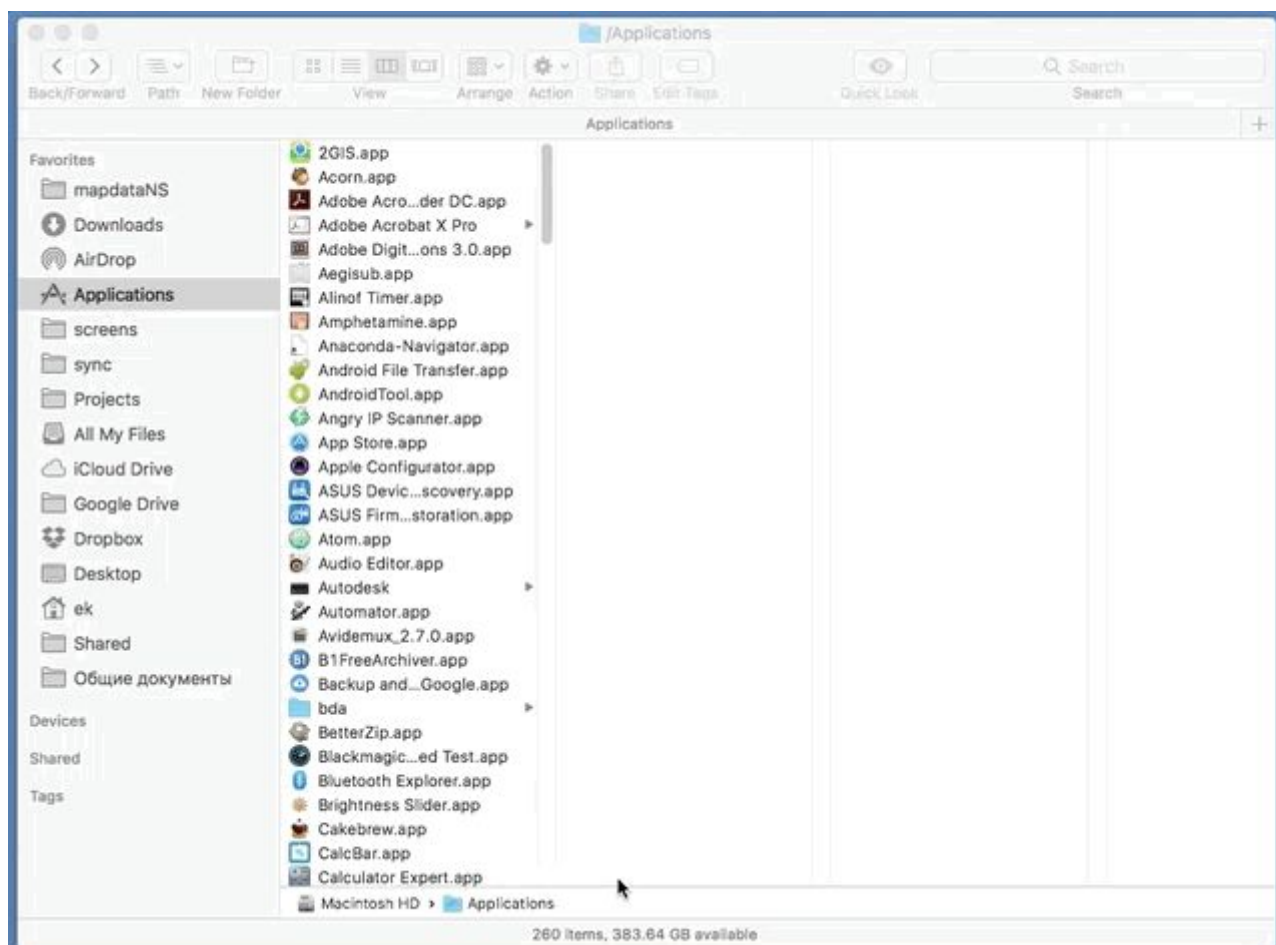 /Applications
Back/Forward Path New Folder View Arrange Action Share Edit Tags Quick Look Search
Search
Applications
Favorites
mapdataNS
Downloads
AirDrop
Applications
screens
sync
Projects
All My Files
iCloud Drive
Google Drive
Dropbox
Desktop
ek
Shared
Общие документы
Devices
Shared
Tags
2GIS.app
Acorn.app
Adobe Acro...der DC.app
Adobe Acrobat X Pro
Adobe Digit...ons 3.0.app
Aegisub.app
Alinof Timer.app
Amphetamine.app
Anaconda-Navigator.app
Android File Transfer.app
AndroidTool.app
Angry IP Scanner.app
App Store.app
Apple Configurator.app
ASUS Devic...scovery.app
ASUS Firm...storation.app
Atom.app
Audio Editor.app
Autodesk
Automator.app
Avidemux_2.7.0.app
B1FreeArchiver.app
Backup and...Google.app
bda
BetterZip.app
Blackmagic...ed Test.app
Bluetooth Explorer.app
Brightness Slider.app
Cakebrew.app
CalcBar.app
Calculator Expert.app
Macintosh HD › Applications
260 items, 383.64 GB available